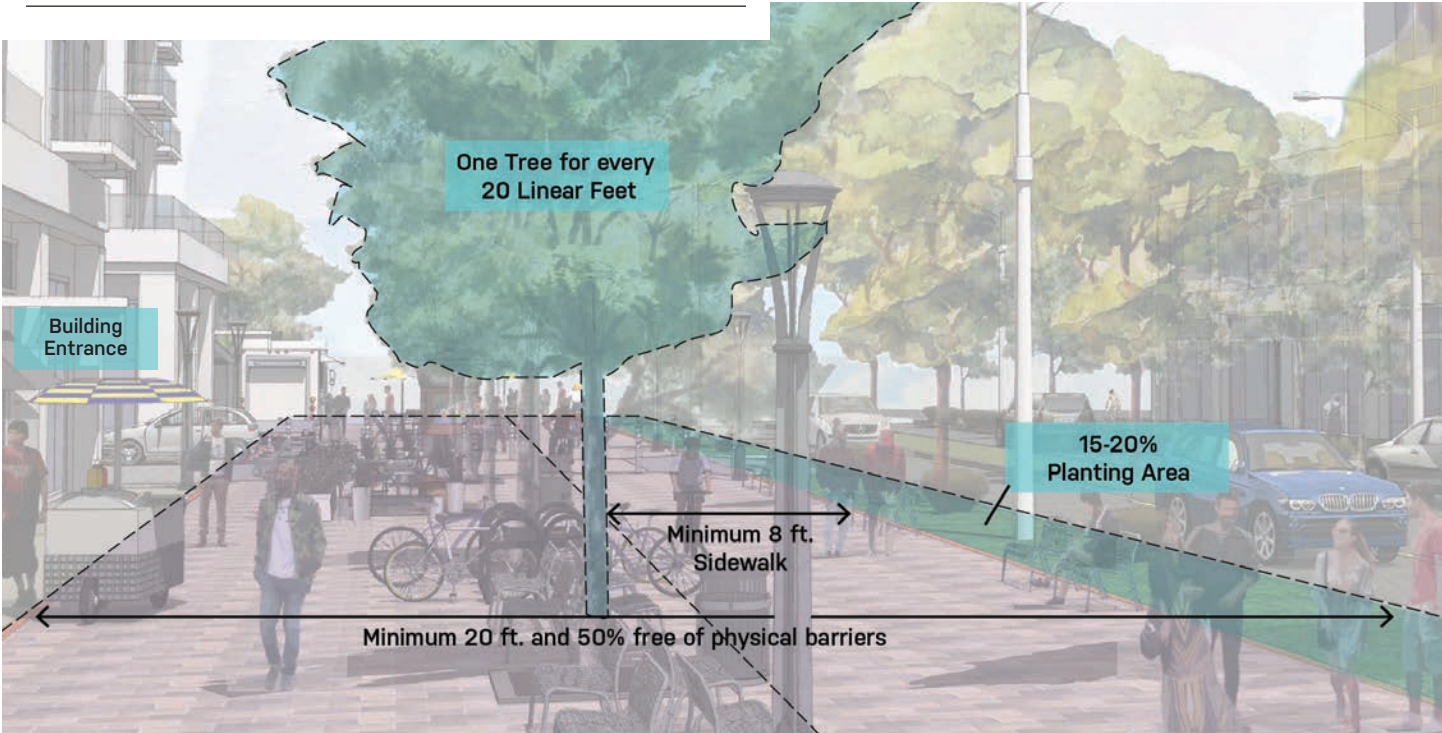 One Tree for every
20 Linear Feet
Building
Entrance
15-20%
Planting Area
Minimum 8 ft.
Sidewalk
Minimum 20 ft. and 50% free of physical barriers